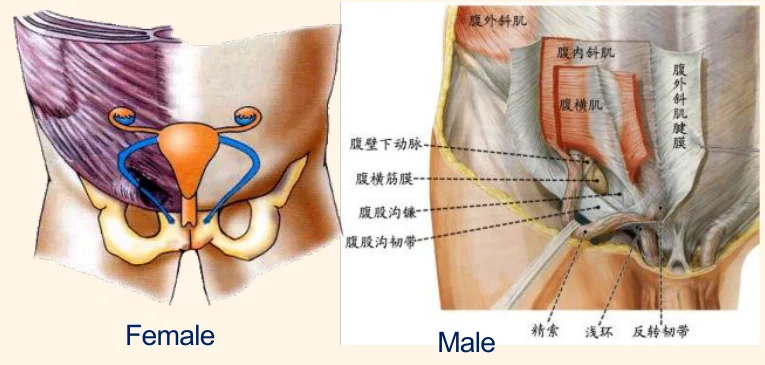 腹外斜肌
腹内斜肌
腹外斜肌腱膜
腹横肌
腹壁下动脉
腹横筋膜
腹股沟镰
腹股沟韧带
精索
浅环
反转韧带
Female
Male